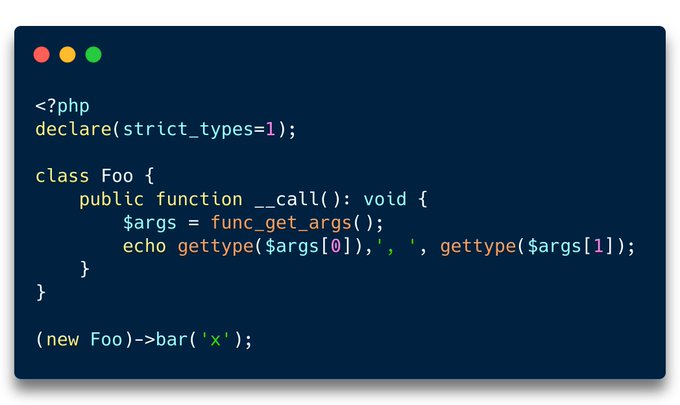 <?php
declare(strict_types=1);

class Foo {
    public function __call(): void {
        $args = func_get_args();
        echo gettype($args[0]),', ', gettype($args[1]);
    }
}

(new Foo)->bar('x');